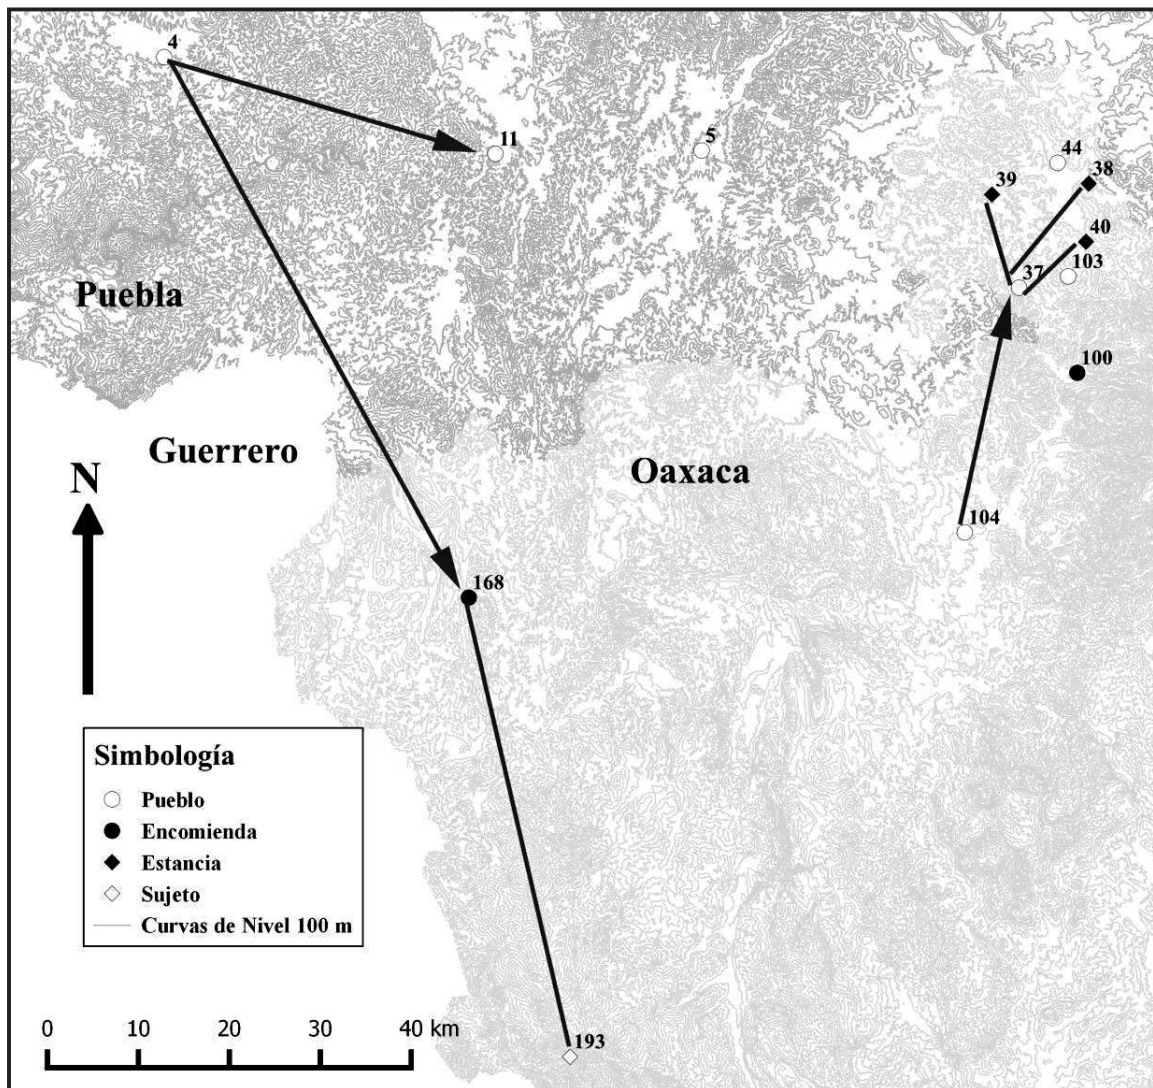 4
11
5
44
38
39
40
103
37
Puebla
100
Guerrero
Oaxaca
N
104
168
Simbología
Pueblo
Encomienda
Estancia
Sujeto
Curvas de Nivel 100 m
0 10 20 30 40 km
193